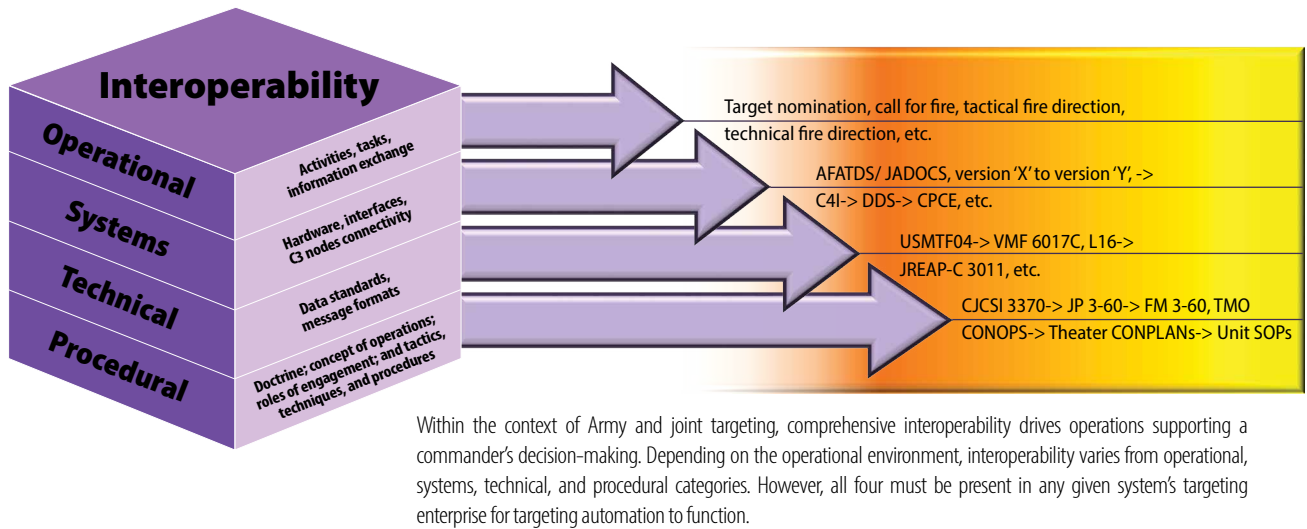 Interoperability
Operational
Activities, tasks,
information exchange
Systems
Hardware, interfaces,
C3 nodes connectivity
Technical
Data standards,
message formats
Procedural
Doctrine; concept of operations;
roles of engagement; and tactics,
techniques, and procedures
Target nomination, call for fire, tactical fire direction,
technical fire direction, etc.
AFATDS/ JADOCS, version ‘X’ to version ‘Y’, ->
C4I-> DDS-> CPCE, etc.
USMTF04-> VMF 6017C, L16->
JREAP-C 3011, etc.
CJCSI 3370-> JP 3-60-> FM 3-60, TMO
CONOPS-> Theater CONPLANs-> Unit SOPs
Within the context of Army and joint targeting, comprehensive interoperability drives operations supporting a
commander’s decision-making. Depending on the operational environment, interoperability varies from operational,
systems, technical, and procedural categories. However, all four must be present in any given system’s targeting
enterprise for targeting automation to function.